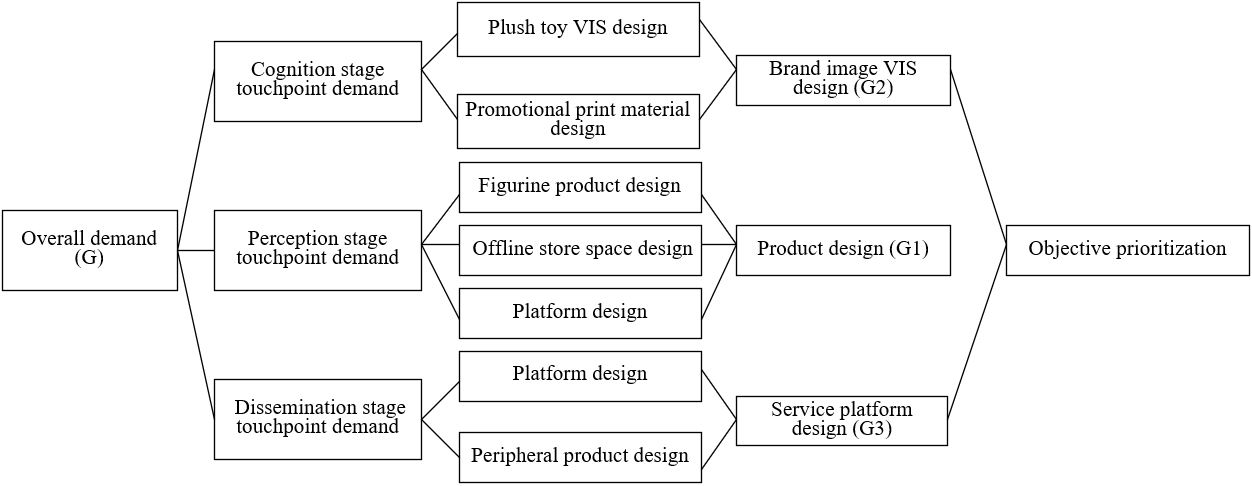 Overall demand
(G)
Cognition stage
touchpoint demand
Perception stage
touchpoint demand
Dissemination stage
touchpoint demand
Plush toy VIS design
Promotional print material
design
Figurine product design
Offline store space design
Platform design
Platform design
Peripheral product design
Brand image VIS
design (G2)
Product design (G1)
Service platform
design (G3)
Objective prioritization